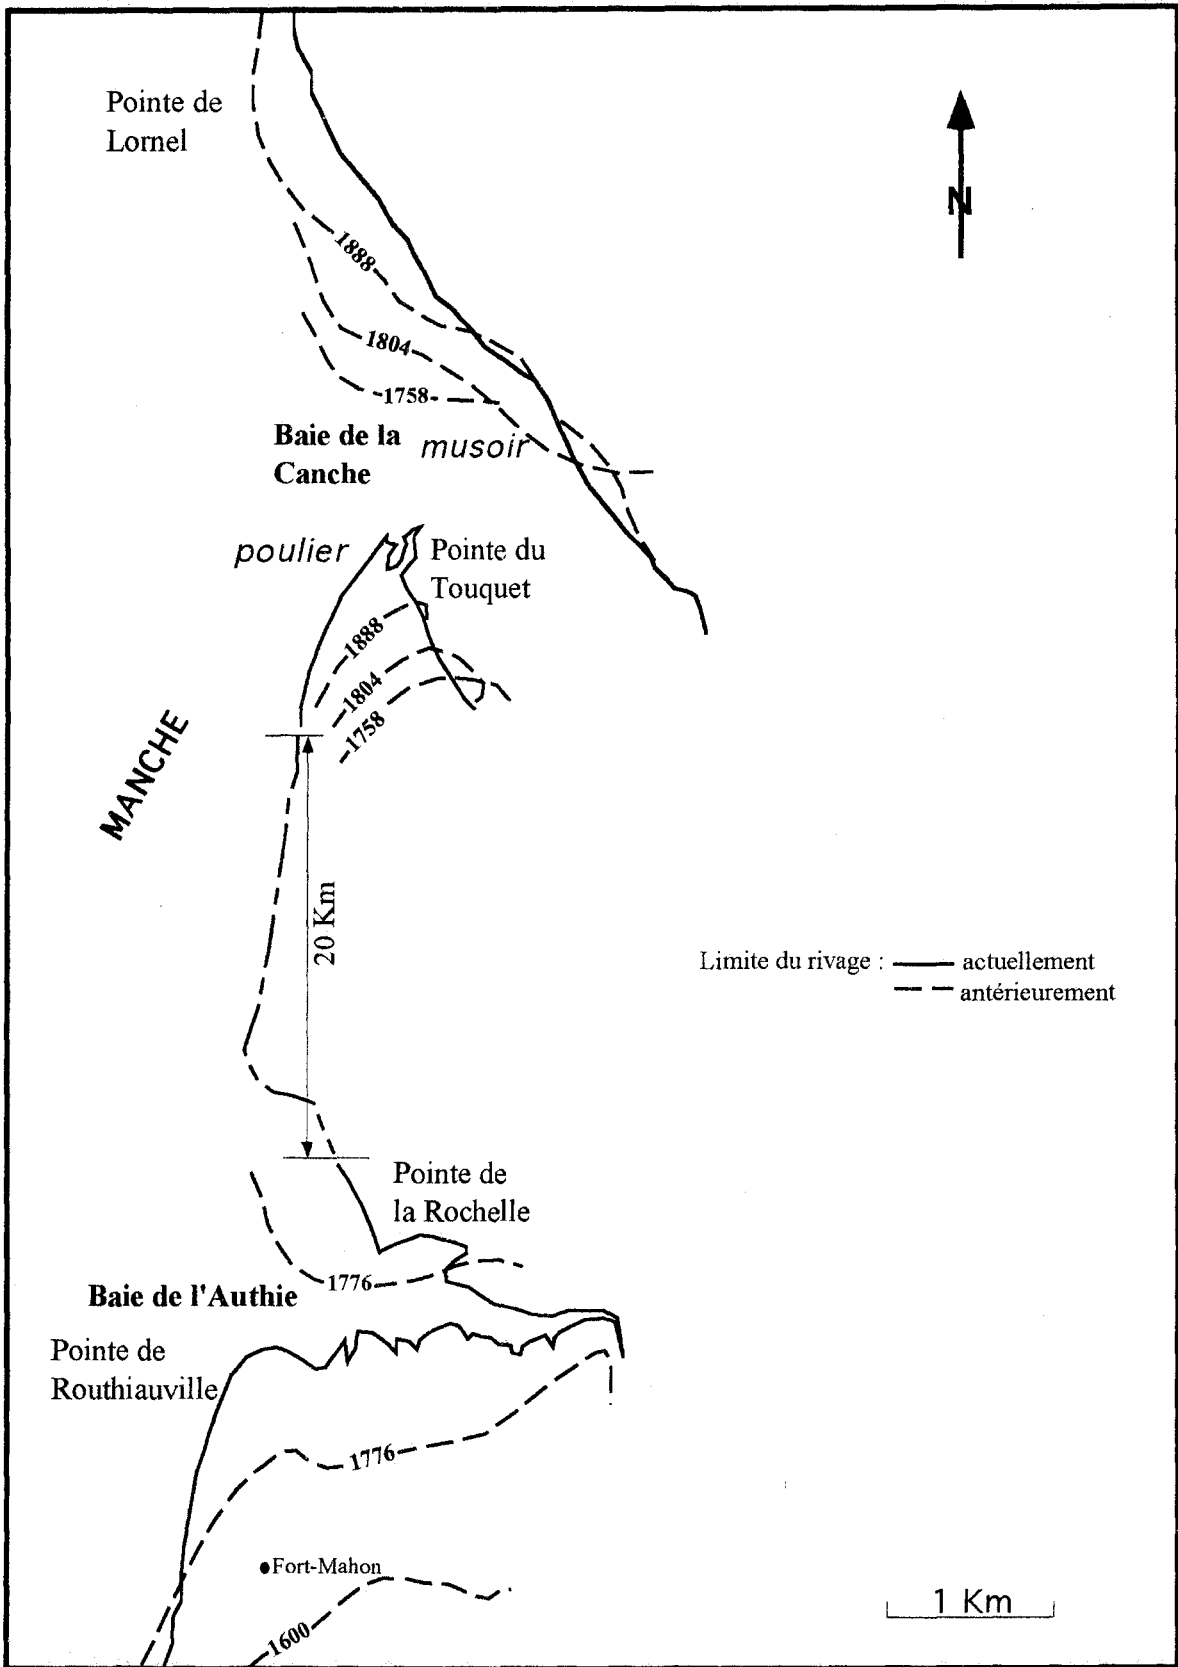 Pointe de
Lornel
N
1888
1804
1758
Baie de la
Canche
musoir
poulier
Pointe du
Touquet
1888
1804
1758
MANCHE
20 Km
Limite du rivage : actuellement
antérieurement
Pointe de
la Rochelle
1776
Baie de l'Authie
Pointe de
Routhiauville
1776
Fort-Mahon
1600
1 Km